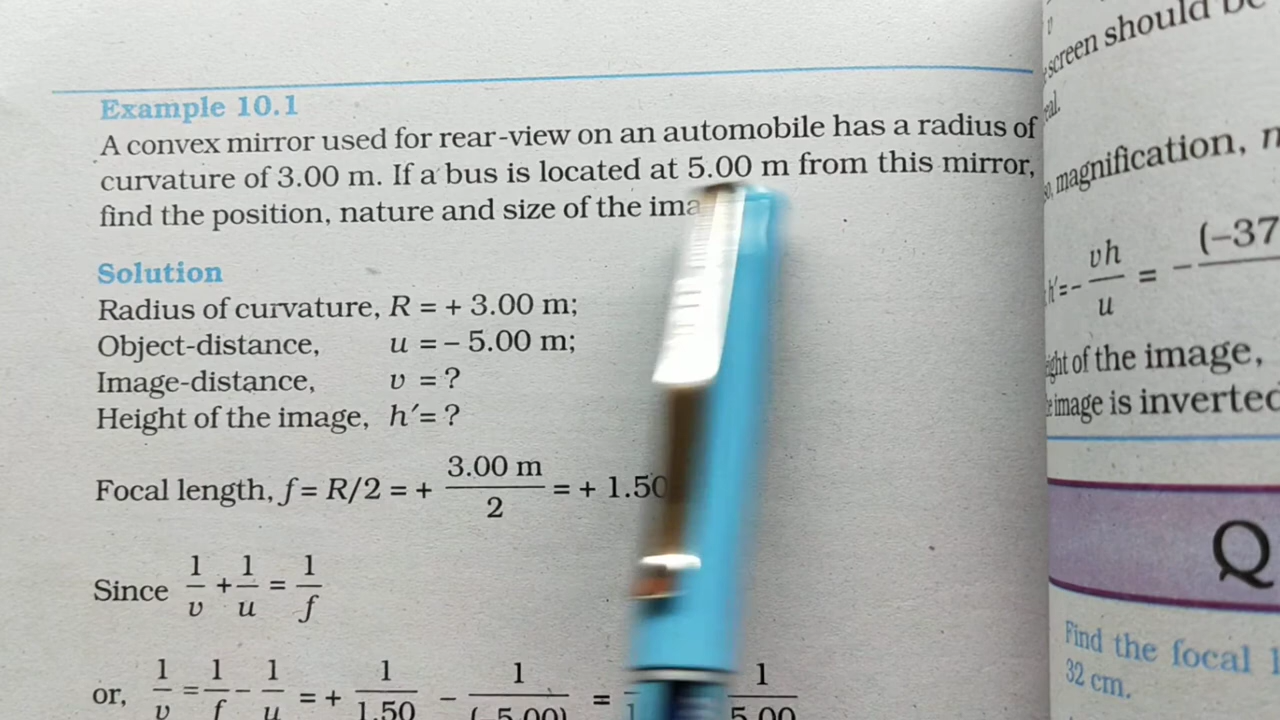 Example 10.1
A convex mirror used for rear-view on an automobile has a radius of
curvature of 3.00 m. If a bus is located at 5.00 m from this mirror,
find the position, nature and size of the
Solution
Radius of curvature, R = + 3.00 m;
Object-distance, u = – 5.00 m;
Image-distance, v = ?
Height of the image, h′= ?
Focal length, f = R/2 = + 3.00 m / 2 = + 1.50
Since 1/v + 1/u = 1/f
or, 1/v = 1/f – 1/u = + 1/1.50 – 1/(–5.00) = 1/5.00
screen should
magnification,
h′= – vh/u = – (–37
of the image,
image is inverted
Q
Find the focal
32 cm.